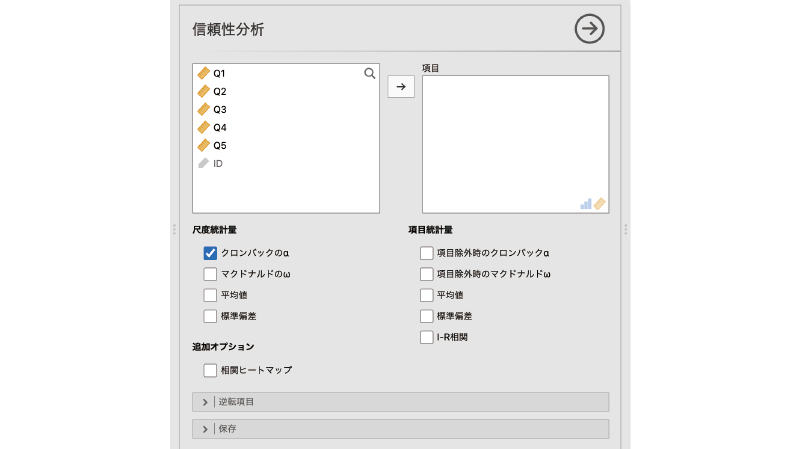 信頼性分析
Q1
Q2
Q3
Q4
Q5
ID
項目
尺度統計量
クロンバックのα
マクドナルドのω
平均値
標準偏差
追加オプション
相関ヒートマップ
項目統計量
項目除外時のクロンバックα
項目除外時のマクドナルドω
平均値
標準偏差
I-R相関
逆転項目
保存